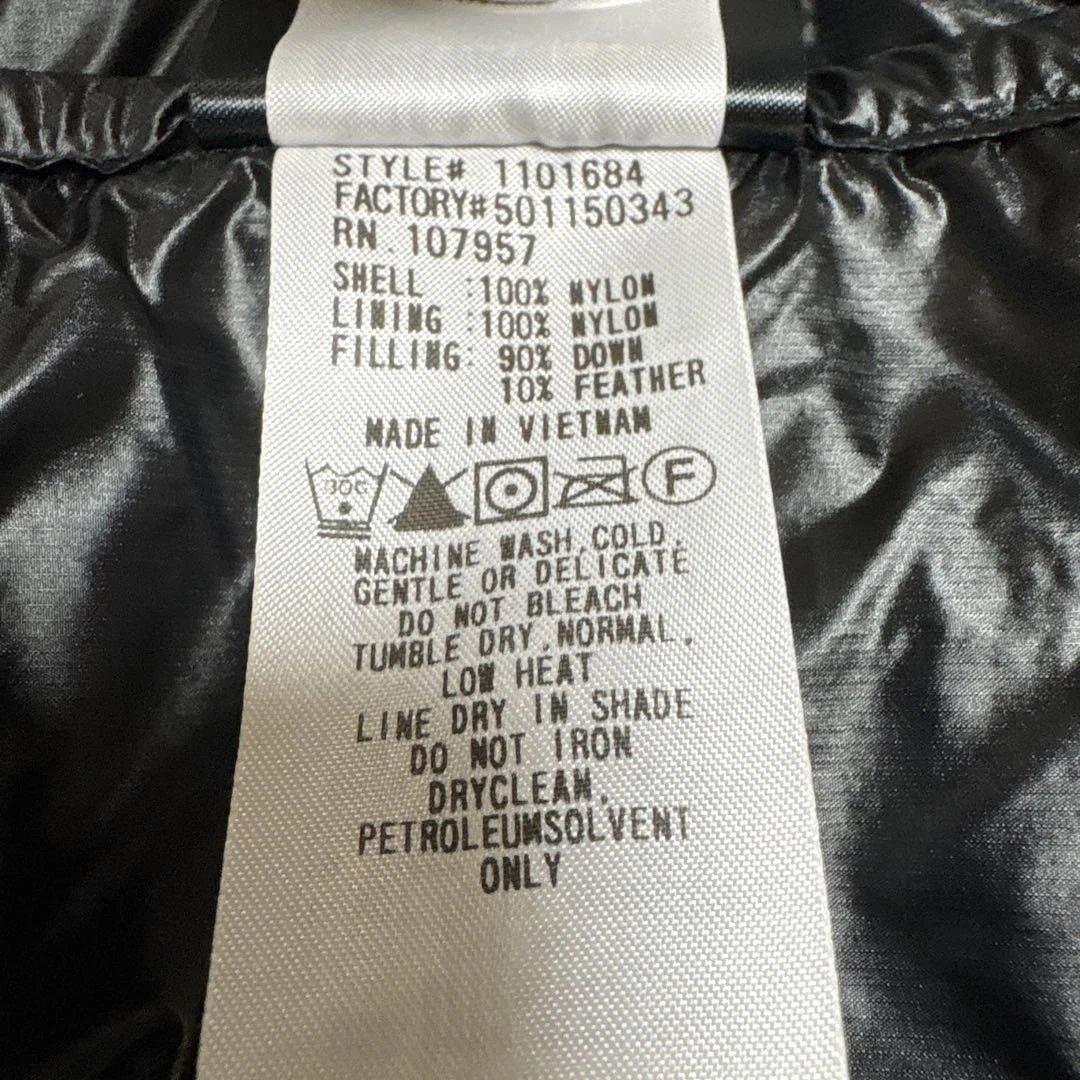 STYLE# 1101684
FACTORY#501150343
RN.107957
SHELL :100% NYLON
LINING :100% NYLON
FILLING: 90% DOWN
10% FEATHER
MADE IN VIETNAM
30C F
MACHINE WASH,COLD,
GENTLE OR DELICATE
DO NOT BLEACH
TUMBLE DRY,NORMAL,
LOW HEAT
LINE DRY IN SHADE
DO NOT IRON
DRYCLEAN,
PETROLEUMSOLVENT
ONLY